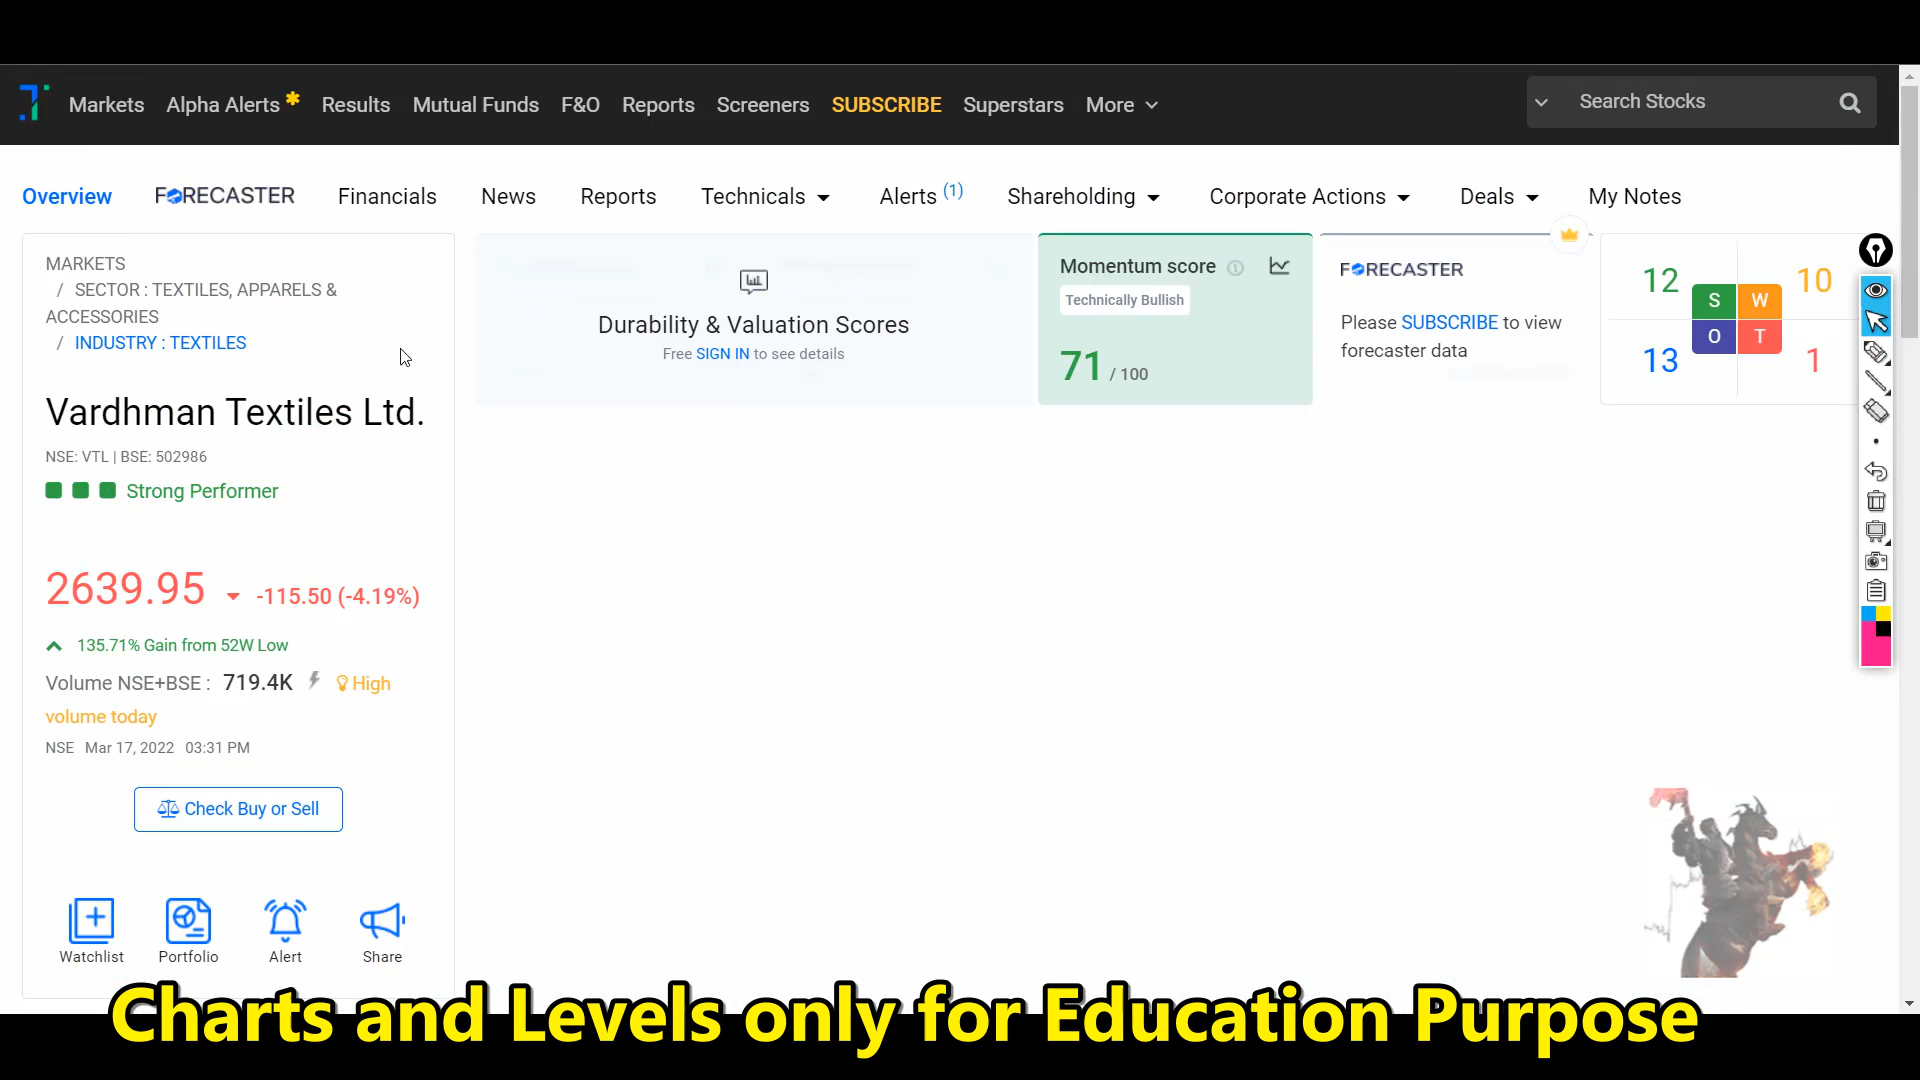 Markets Alpha Alerts Results Mutual Funds F&O Reports Screeners SUBSCRIBE Superstars More Search Stocks
Overview FORECASTER Financials News Reports Technicals Alerts (1) Shareholding Corporate Actions Deals My Notes
MARKETS
/ SECTOR : TEXTILES, APPARELS &
ACCESSORIES
/ INDUSTRY : TEXTILES
Vardhman Textiles Ltd.
NSE: VTL | BSE: 502986
Strong Performer
2639.95 -115.50 (-4.19%)
135.71% Gain from 52W Low
Volume NSE+BSE : 719.4K High
volume today
NSE Mar 17, 2022 03:31 PM
Check Buy or Sell
Watchlist Portfolio Alert Share
Durability & Valuation Scores
Free SIGN IN to see details
Momentum score
Technically Bullish
71 / 100
FORECASTER
Please SUBSCRIBE to view
forecaster data
12 S W 10
13 O T 1
Charts and Levels only for Education Purpose